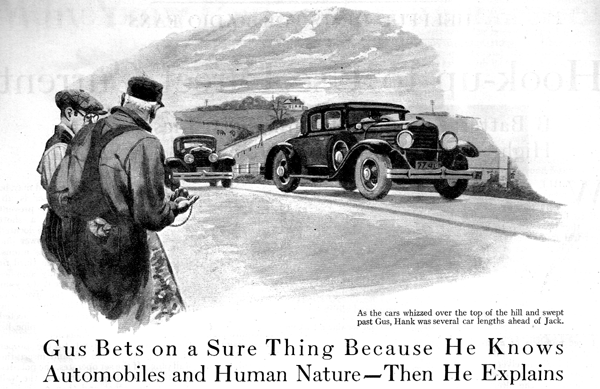 As the cars whizzed over the top of the hill and swept
past Gus, Hank was several car lengths ahead of Jack.
Gus Bets on a Sure Thing Because He Knows
Automobiles and Human Nature—Then He Explains